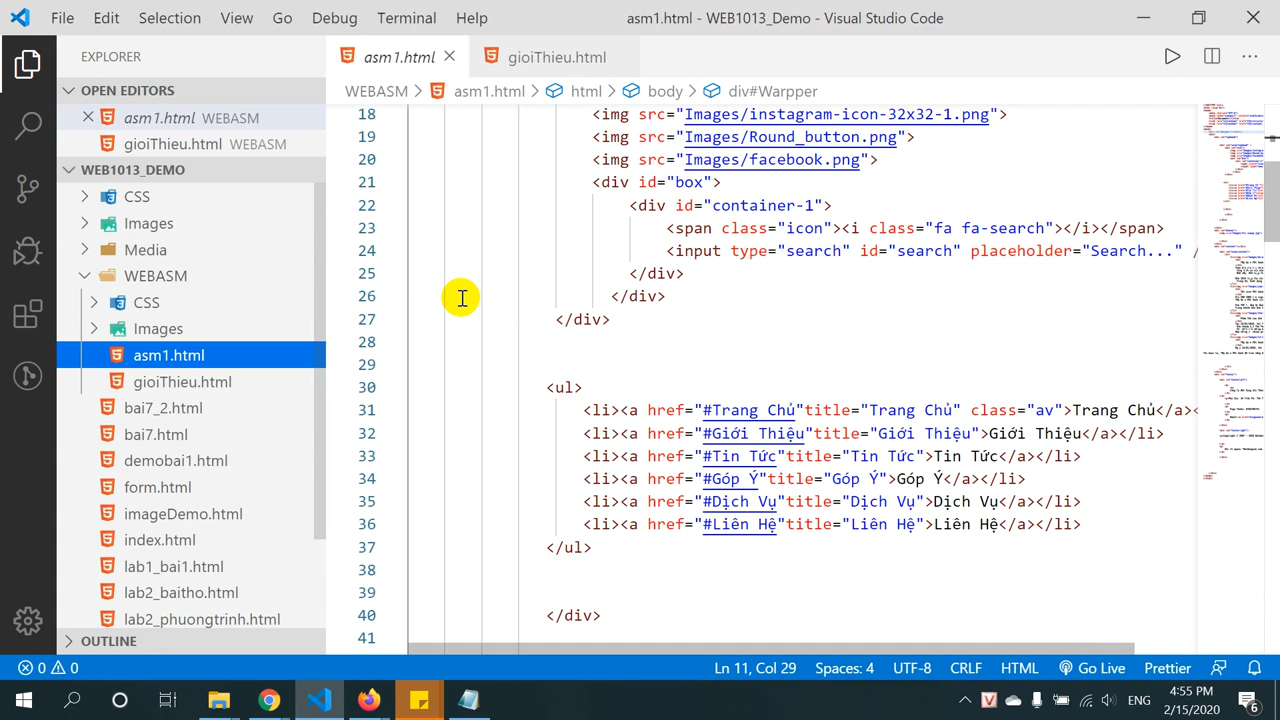 File Edit Selection View Go Debug Terminal Help asm1.html - WEB1013_Demo - Visual Studio Code
EXPLORER
OPEN EDITORS
asm1.html WEBASM
gioiThieu.html WEBASM
WEB1013_DEMO
CSS
Images
Media
WEBASM
CSS
Images
asm1.html
gioiThieu.html
bai7_2.html
bai7.html
demobai1.html
form.html
imageDemo.html
index.html
lab1_bai1.html
lab2_baitho.html
lab2_phuongtrinh.html
OUTLINE
asm1.html gioiThieu.html
WEBASM > asm1.html > html > body > div#Warpper
18 <img src="Images/instagram-icon-32x32-1.png">
19 <img src="Images/Round_button.png">
20 <img src="Images/facebook.png">
21 <div id="box">
22 <div id="container-1">
23 <span class="icon"><i class="fa fa-search"></i></span>
24 <input type="search" id="search" placeholder="Search..." /
25 </div>
26 </div>
27 </div>
28
29
30 <ul>
31 <li><a href="#Trang Chủ"title="Trang Chủ" class="av">Trang Chủ</a><
32 <li><a href="#Giới Thiệu"title="Giới Thiệu">Giới Thiệu</a></li>
33 <li><a href="#Tin Tức"title="Tin Tức">Tin Tức</a></li>
34 <li><a href="#Góp Ý"title="Góp Ý">Góp Ý</a></li>
35 <li><a href="#Dịch Vụ"title="Dịch Vụ">Dịch Vụ</a></li>
36 <li><a href="#Liên Hệ"title="Liên Hệ">Liên Hệ</a></li>
37 </ul>
38
39
40 </div>
41
0 0 Ln 11, Col 29 Spaces: 4 UTF-8 CRLF HTML Go Live Prettier
ENG 4:55 PM
2/15/2020 6